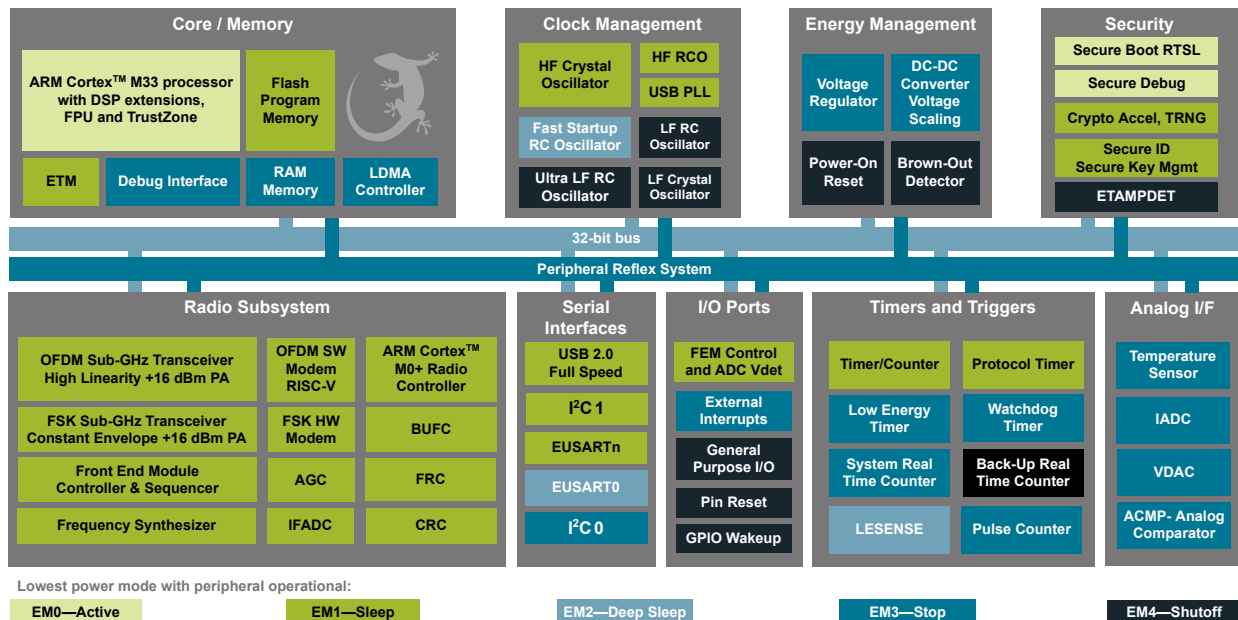 Core / Memory
ARM Cortex™ M33 processor
with DSP extensions,
FPU and TrustZone
Flash
Program
Memory
ETM
Debug Interface
RAM
Memory
LDMA
Controller
Clock Management
HF Crystal
Oscillator
HF RCO
USB PLL
Fast Startup
RC Oscillator
LF RC
Oscillator
Ultra LF RC
Oscillator
LF Crystal
Oscillator
Energy Management
Voltage
Regulator
DC-DC
Converter
Voltage
Scaling
Power-On
Reset
Brown-Out
Detector
Security
Secure Boot RTSL
Secure Debug
Crypto Accel, TRNG
Secure ID
Secure Key Mgmt
ETAMPDET
32-bit bus
Peripheral Reflex System
Radio Subsystem
OFDM Sub-GHz Transceiver
High Linearity +16 dBm PA
OFDM SW
Modem
RISC-V
ARM Cortex™
M0+ Radio
Controller
FSK Sub-GHz Transceiver
Constant Envelope +16 dBm PA
FSK HW
Modem
BUFC
Front End Module
Controller & Sequencer
AGC
FRC
Frequency Synthesizer
IFADC
CRC
Serial
Interfaces
USB 2.0
Full Speed
I²C 1
EUSARTn
EUSART0
I²C 0
I/O Ports
FEM Control
and ADC Vdet
External
Interrupts
General
Purpose I/O
Pin Reset
GPIO Wakeup
Timers and Triggers
Timer/Counter
Protocol Timer
Low Energy
Timer
Watchdog
Timer
System Real
Time Counter
Back-Up Real
Time Counter
LESENSE
Pulse Counter
Analog I/F
Temperature
Sensor
IADC
VDAC
ACMP- Analog
Comparator
Lowest power mode with peripheral operational:
EM0—Active
EM1—Sleep
EM2—Deep Sleep
EM3—Stop
EM4—Shutoff